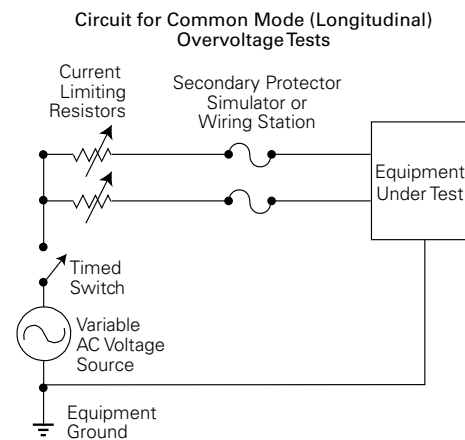 Circuit for Common Mode (Longitudinal)
Overvoltage Tests
Current
Limiting
Resistors
Secondary Protector
Simulator or
Wiring Station
Equipment
Under Test
Timed
Switch
Variable
AC Voltage
Source
Equipment
Ground